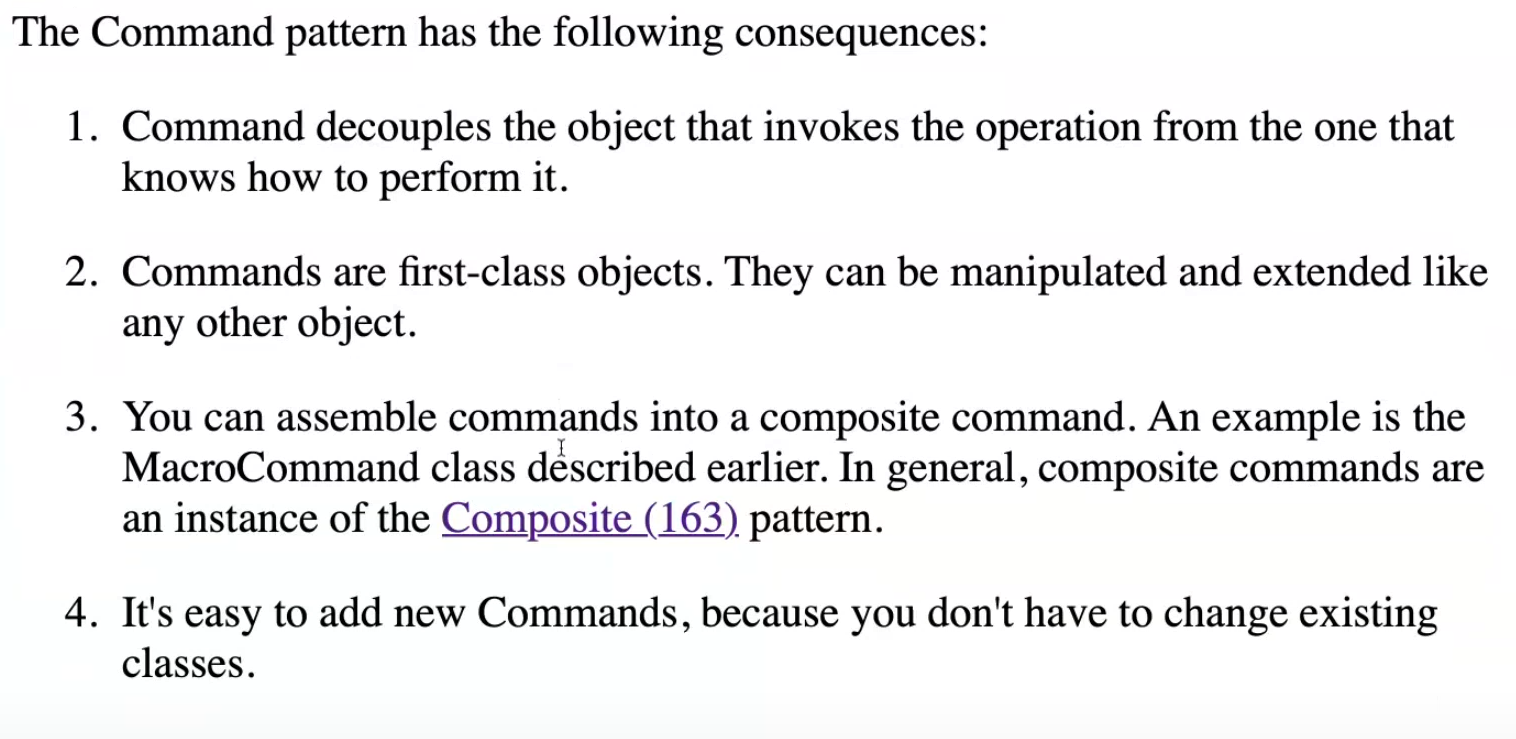 The Command pattern has the following consequences:
1. Command decouples the object that invokes the operation from the one that
knows how to perform it.
2. Commands are first-class objects. They can be manipulated and extended like
any other object.
3. You can assemble commands into a composite command. An example is the
MacroCommand class described earlier. In general, composite commands are
an instance of the Composite (163) pattern.
4. It's easy to add new Commands, because you don't have to change existing
classes.